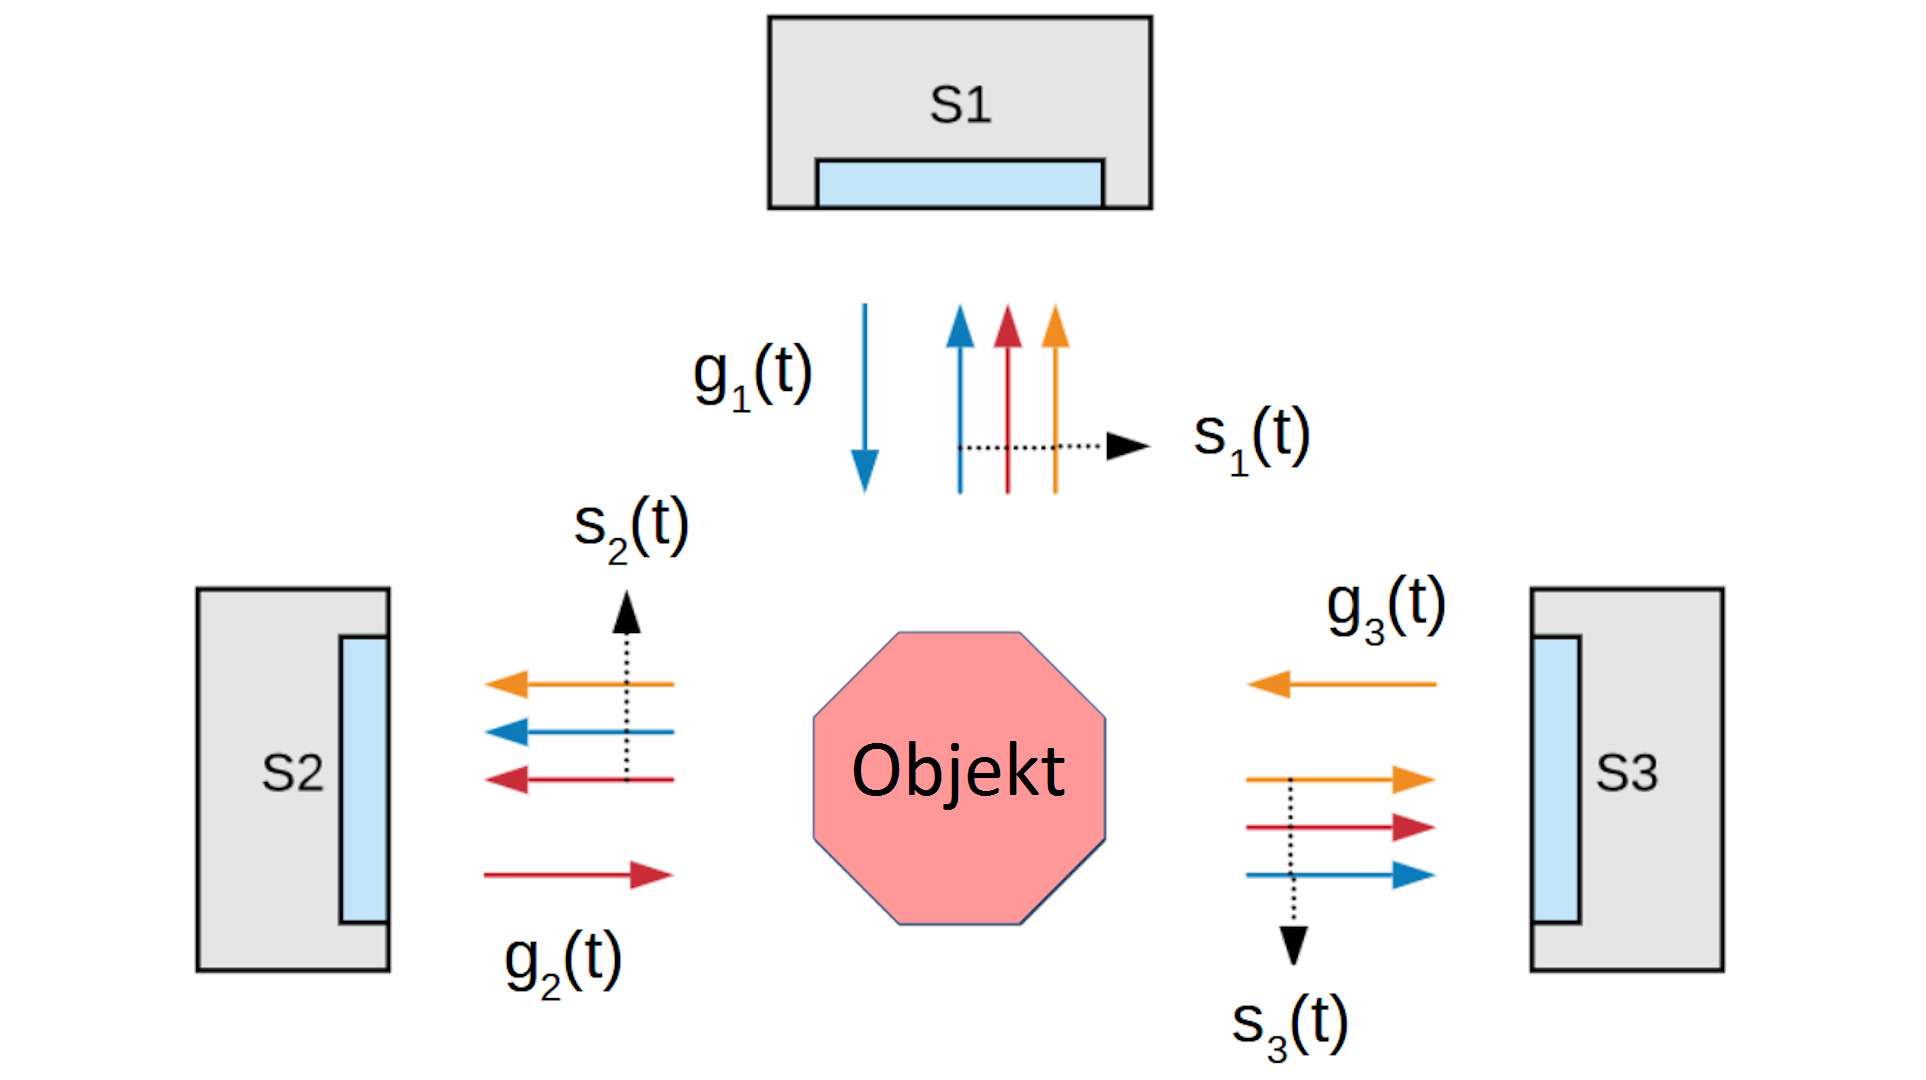 S1
g₁(t)
s₁(t)
s₂(t)
g₃(t)
S2
Objekt
S3
g₂(t)
s₃(t)